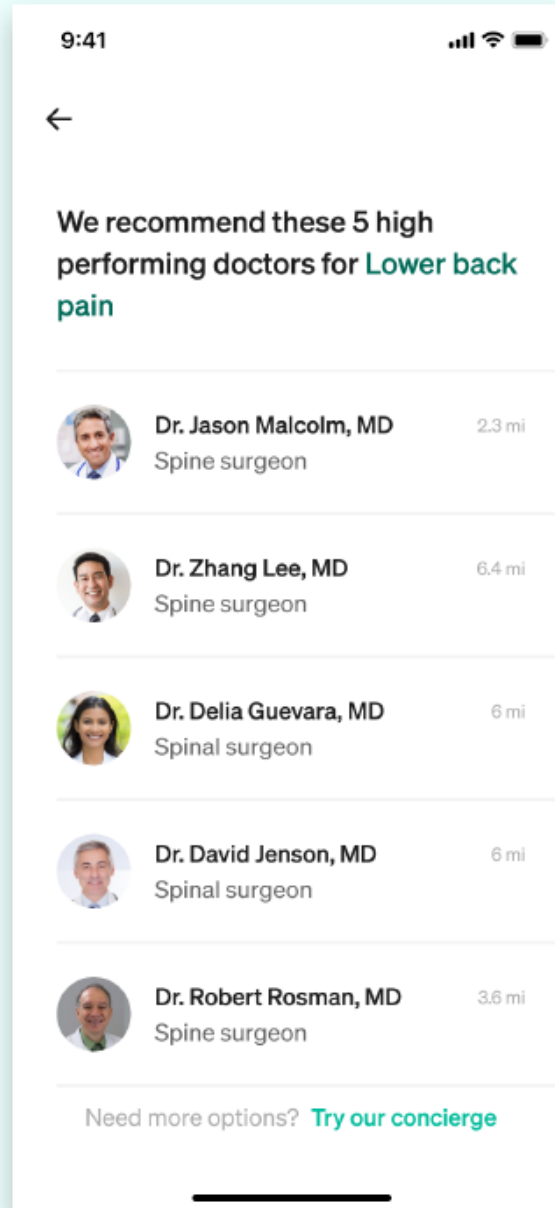 9:41
We recommend these 5 high
performing doctors for Lower back
pain
Dr. Jason Malcolm, MD 2.3 mi
Spine surgeon
Dr. Zhang Lee, MD 6.4 mi
Spine surgeon
Dr. Delia Guevara, MD 6 mi
Spinal surgeon
Dr. David Jenson, MD 6 mi
Spinal surgeon
Dr. Robert Rosman, MD 3.6 mi
Spine surgeon
Need more options? Try our concierge